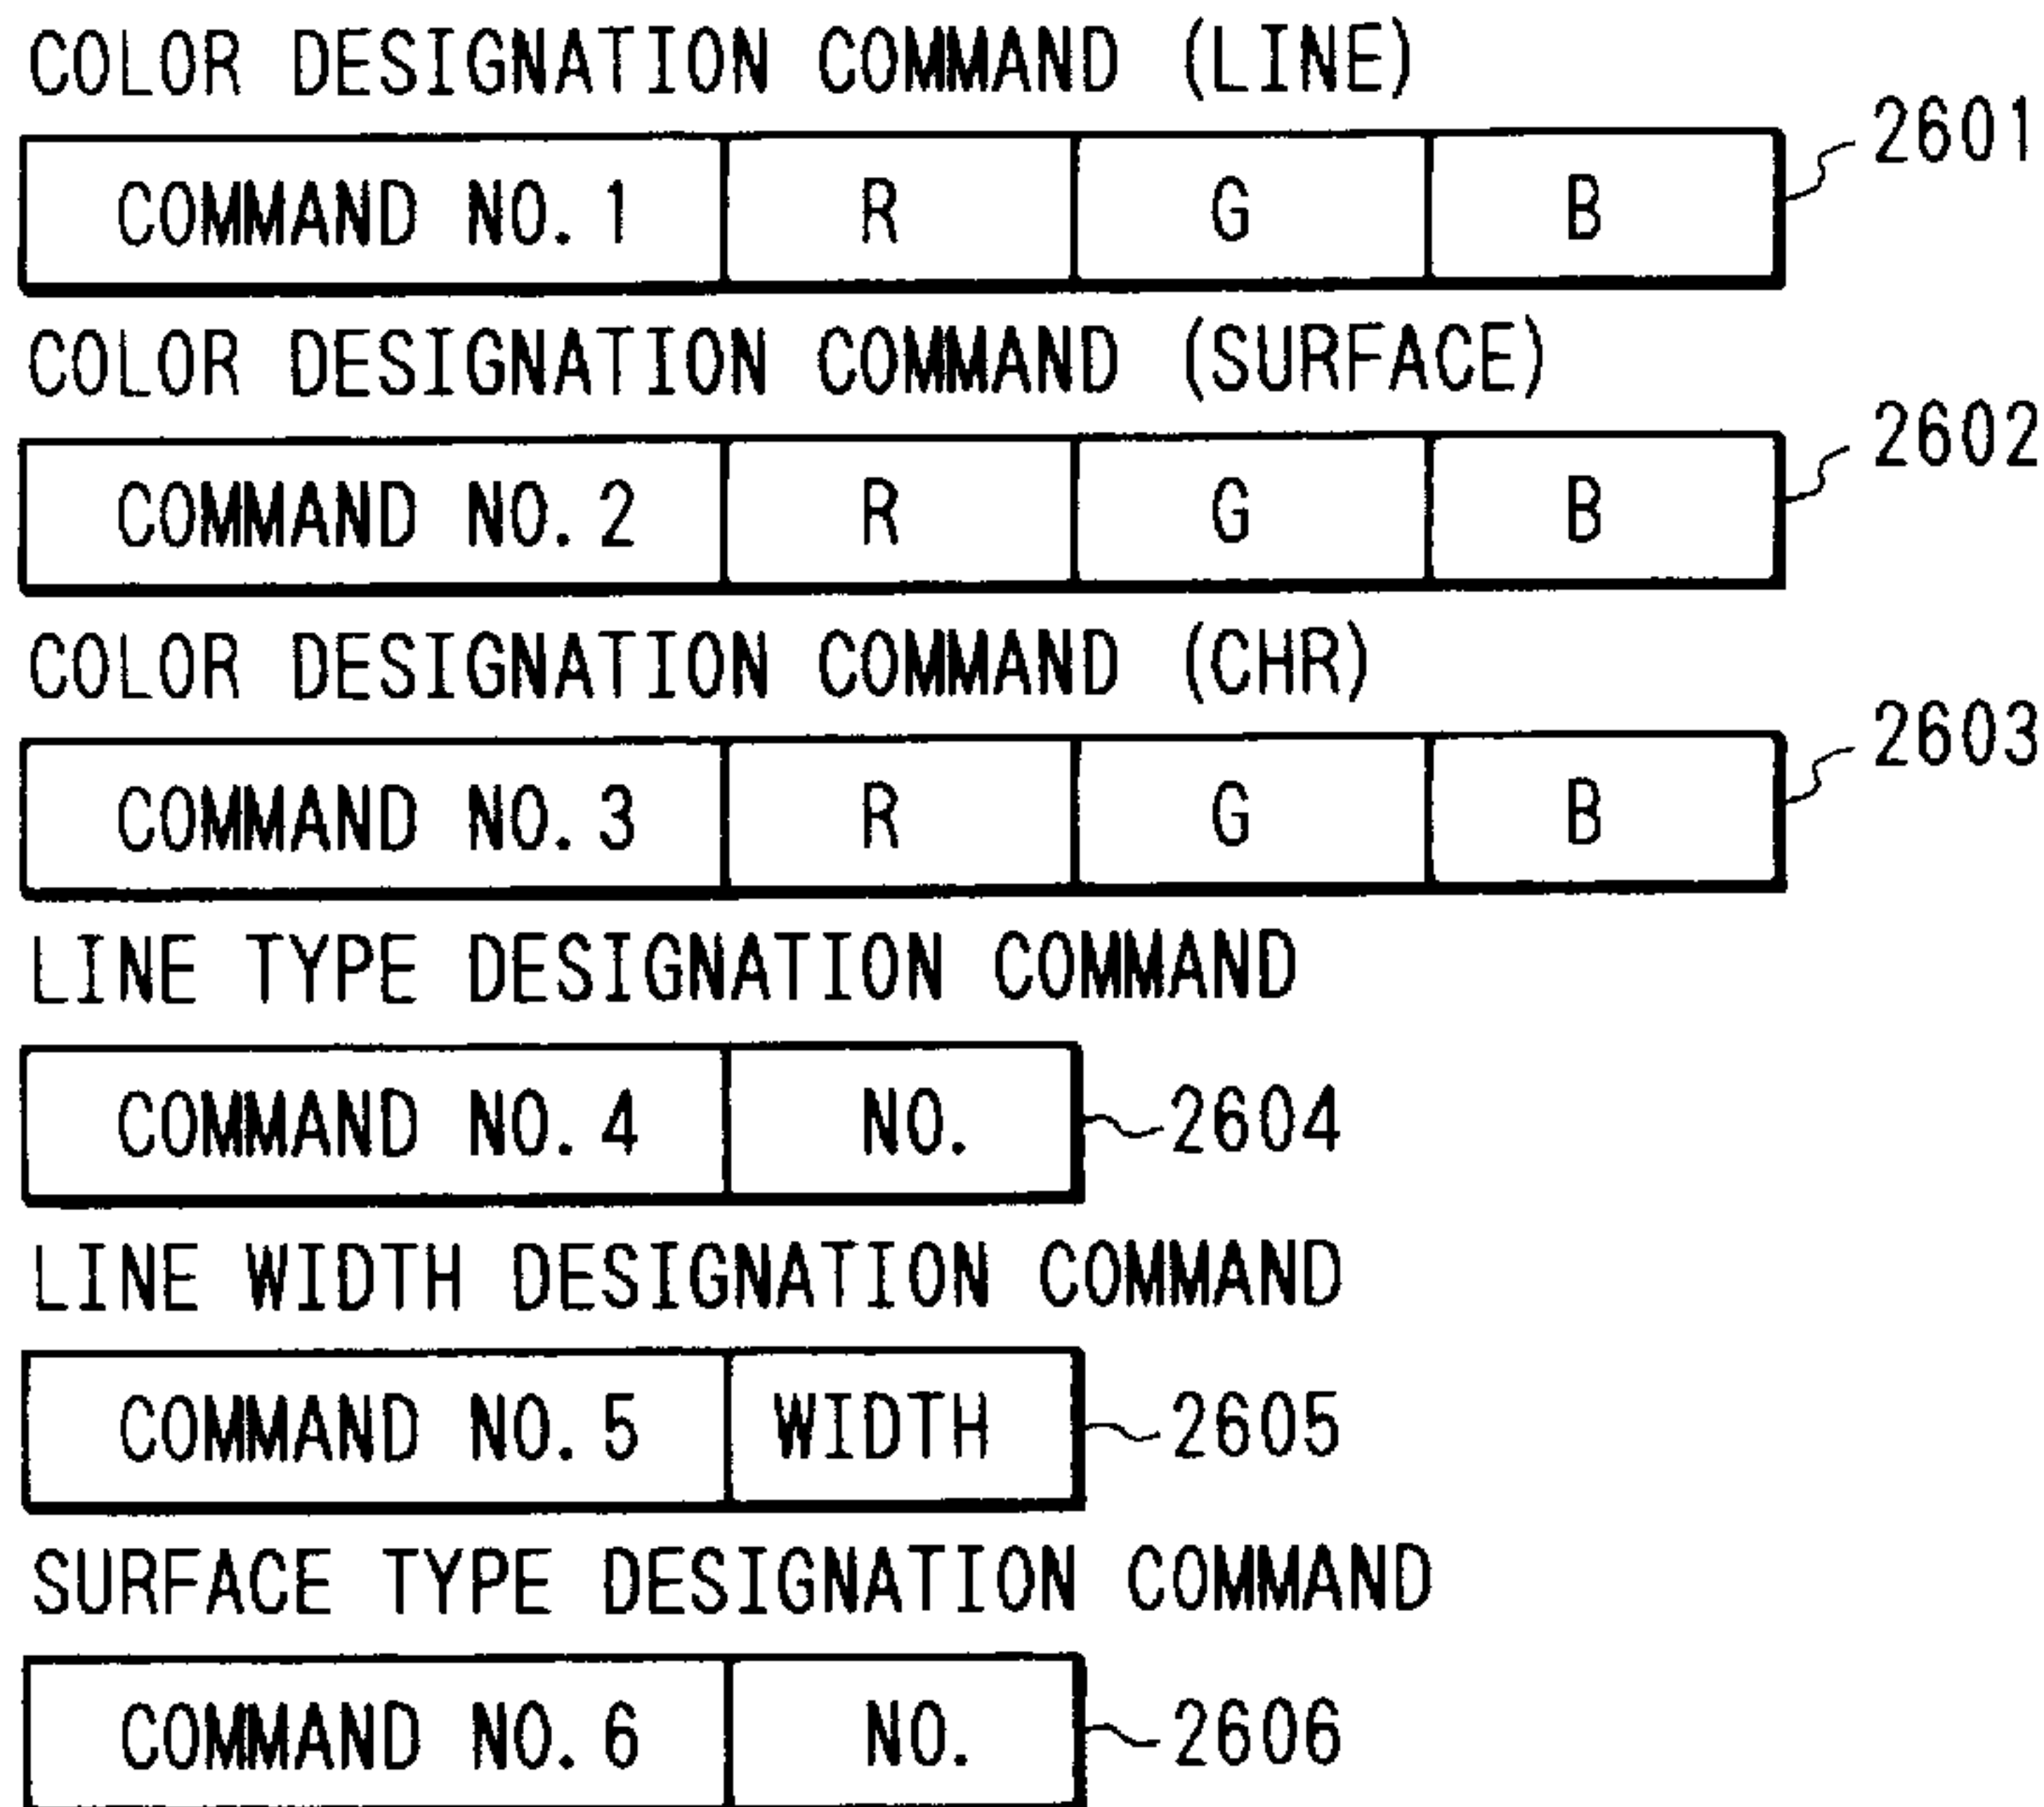 COLOR DESIGNATION COMMAND (LINE)
COMMAND NO.1 R G B 2601
COLOR DESIGNATION COMMAND (SURFACE)
COMMAND NO.2 R G B 2602
COLOR DESIGNATION COMMAND (CHR)
COMMAND NO.3 R G B 2603
LINE TYPE DESIGNATION COMMAND
COMMAND NO.4 NO. 2604
LINE WIDTH DESIGNATION COMMAND
COMMAND NO.5 WIDTH 2605
SURFACE TYPE DESIGNATION COMMAND
COMMAND NO.6 NO. 2606